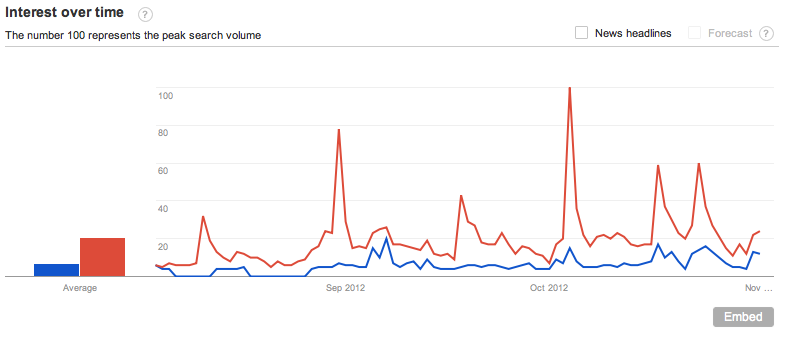 Interest over time ?
The number 100 represents the peak search volume
News headlines
Forecast ?
100
80
60
40
20
Average
Sep 2012
Oct 2012
Nov ...
Embed